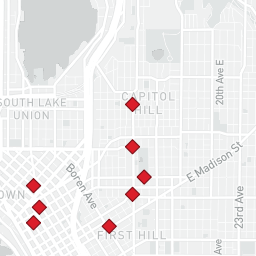 CAPITOL
HILL
SOUTH LAKE
UNION
20th Ave E
E Madison St
Boren Ave
OWN
23rd Ave
FIRST HILL
Ave